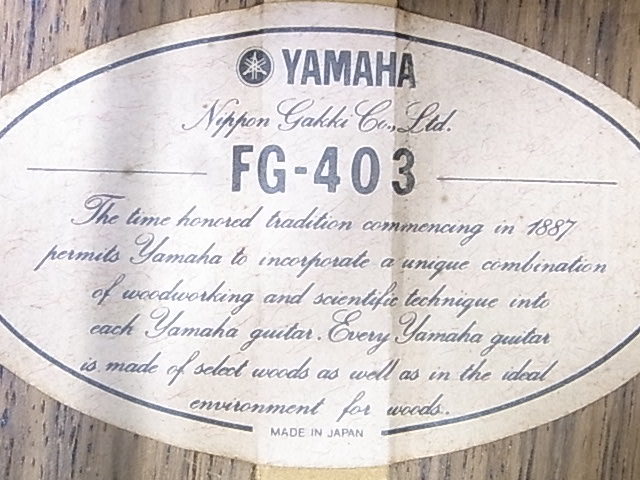 YAMAHA
Nippon Gakki Co., Ltd.
FG-403
The time honored tradition commencing in 1887
permits Yamaha to incorporate a unique combination
of woodworking and scientific technique into
each Yamaha guitar. Every Yamaha guitar
is made of select woods as well as in the ideal
environment for woods.
MADE IN JAPAN